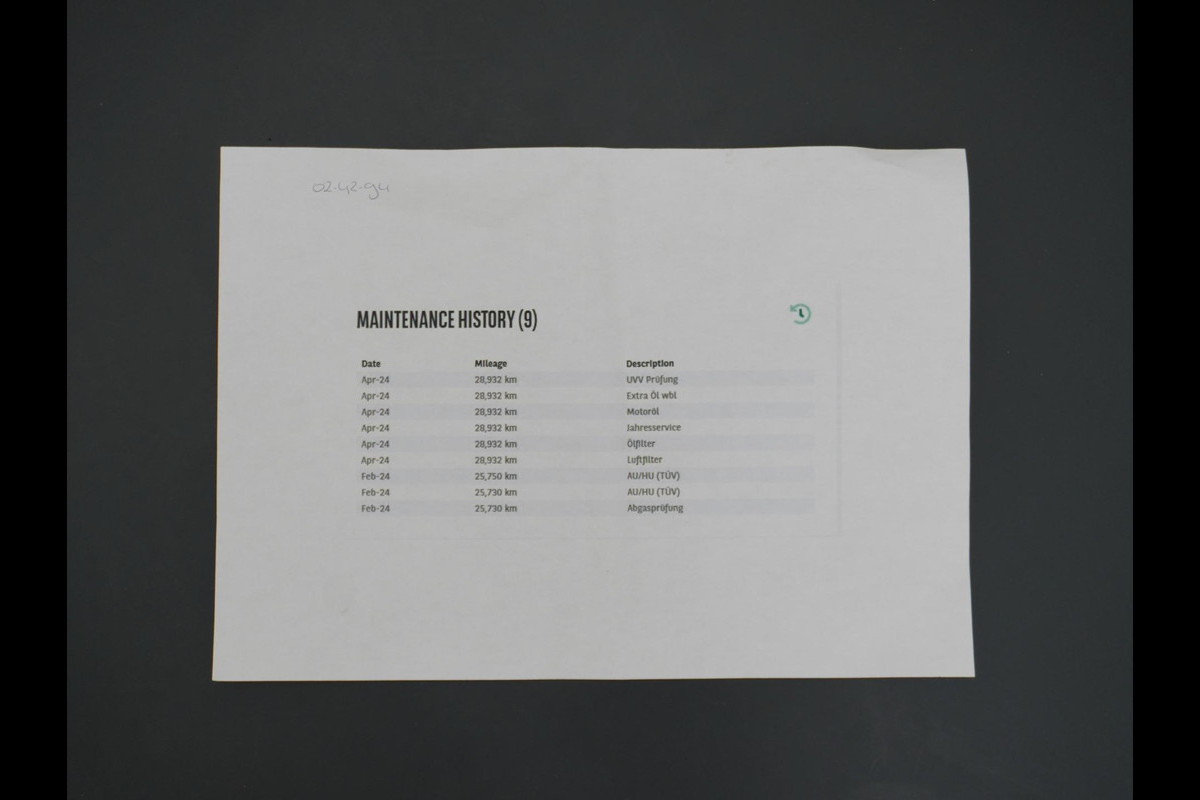 02-42-94
MAINTENANCE HISTORY (9)
Date Mileage Description
Apr-24 28,932 km UVV Prüfung
Apr-24 28,932 km Extra Öl wbl
Apr-24 28,932 km Motoröl
Apr-24 28,932 km Jahresservice
Apr-24 28,932 km Ölfilter
Apr-24 28,932 km Luftfilter
Feb-24 25,750 km AU/HU (TÜV)
Feb-24 25,730 km AU/HU (TÜV)
Feb-24 25,730 km Abgasprüfung